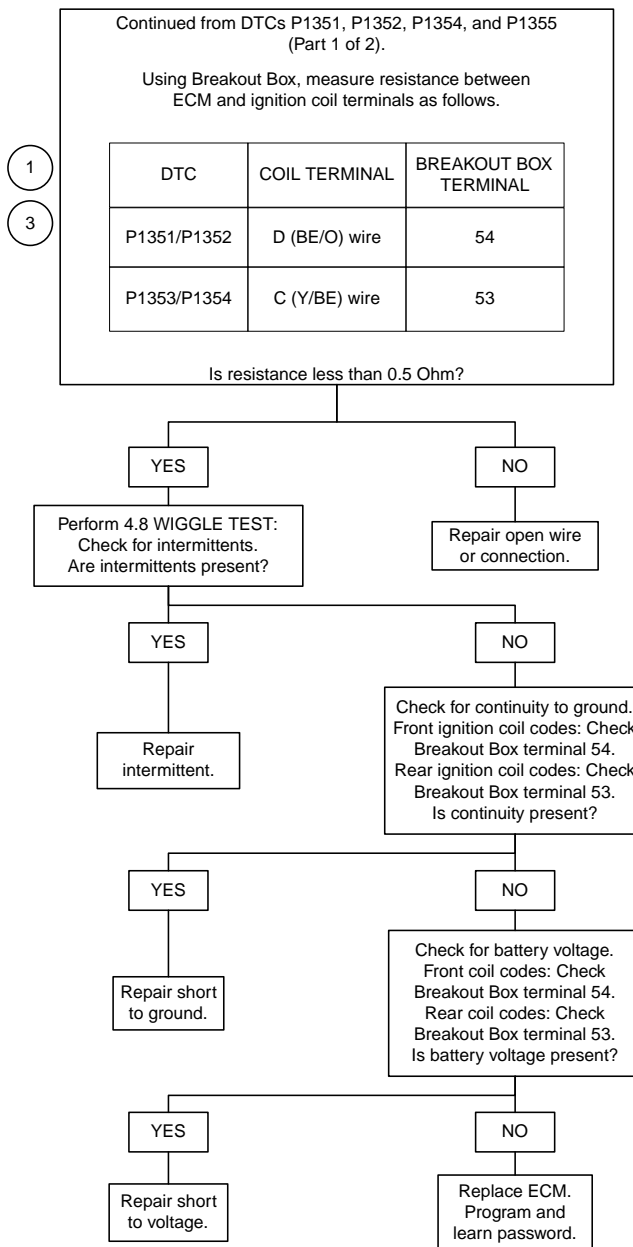 Continued from DTCs P1351, P1352, P1354, and P1355
(Part 1 of 2).
Using Breakout Box, measure resistance between
ECM and ignition coil terminals as follows.
1
3
DTC
COIL TERMINAL
BREAKOUT BOX
TERMINAL
P1351/P1352
D (BE/O) wire
54
P1353/P1354
C (Y/BE) wire
53
Is resistance less than 0.5 Ohm?
YES
NO
Perform 4.8 WIGGLE TEST:
Check for intermittents.
Are intermittents present?
Repair open wire
or connection.
YES
NO
Repair
intermittent.
Check for continuity to ground.
Front ignition coil codes: Check
Breakout Box terminal 54.
Rear ignition coil codes: Check
Breakout Box terminal 53.
Is continuity present?
YES
NO
Repair short
to ground.
Check for battery voltage.
Front coil codes: Check
Breakout Box terminal 54.
Rear coil codes: Check
Breakout Box terminal 53.
Is battery voltage present?
YES
NO
Repair short
to voltage.
Replace ECM.
Program and
learn password.